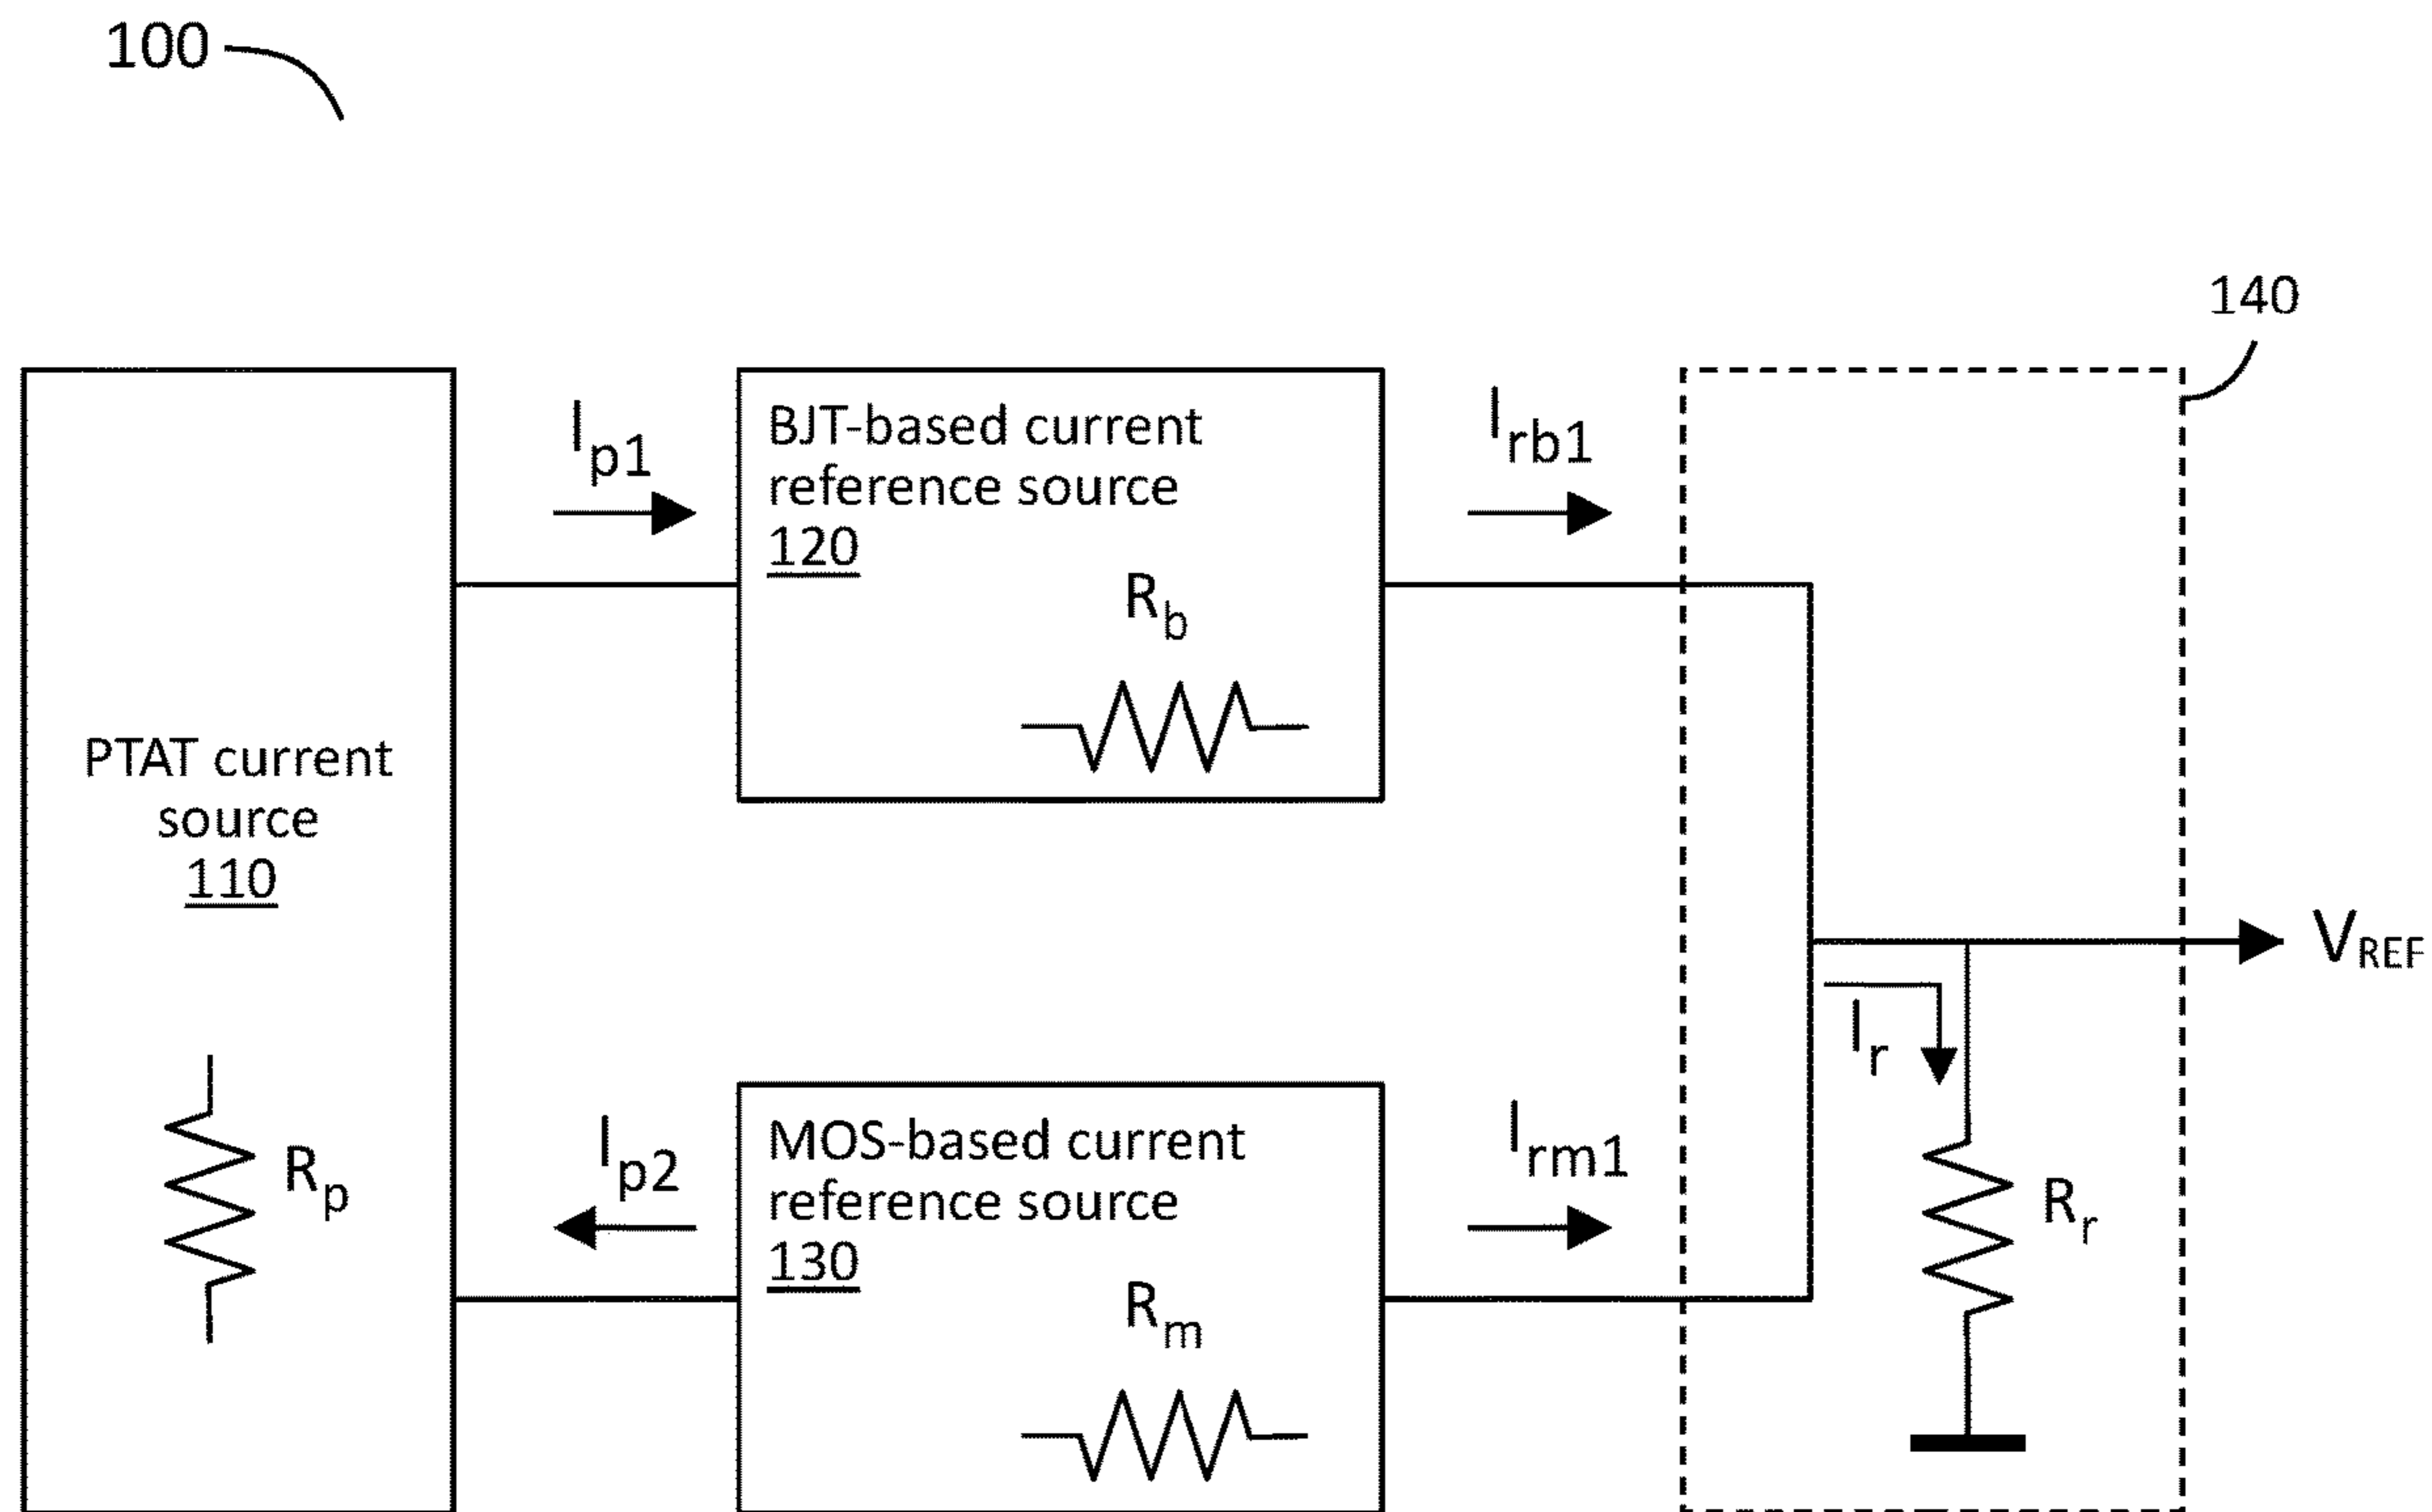 100
140
PTAT current
source
110
Ip1
BJT-based current
reference source
120
Rb
Irb1
Rp
Ip2
MOS-based current
reference source
130
Rm
Irm1
Ir
Rr
VREF